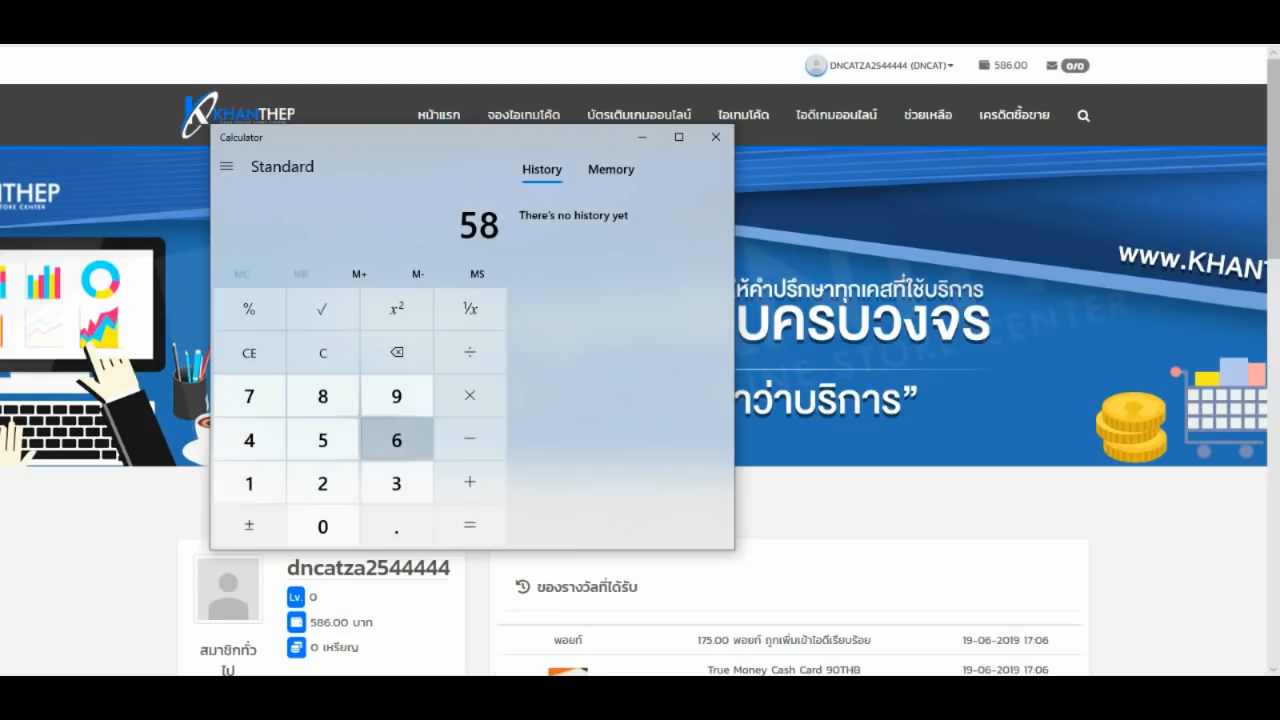 DNCATZA2544444 (DNCAT)
586.00
0/0
KHANTHEP
หน้าแรก
จองไอเทมโค้ด
บัตรเติมเกมออนไลน์
ไอเทมโค้ด
ไอดีเกมออนไลน์
ช่วยเหลือ
เครดิตซื้อขาย
Calculator
Standard
History
Memory
58
There's no history yet
MC
MR
M+
M-
MS
% √ x² ⅟x
CE C ⌫ ÷
7 8 9 ×
4 5 6 −
1 2 3 +
± 0 . =
NTHEP
STORE CENTER
WWW.KHANT
ให้คำปรึกษาทุกเคสที่ใช้บริการ
บครบวงจร
าว่าบริการ”
dncatza2544444
Lv. 0
586.00 บาท
0 เหรียญ
สมาชิกทั่ว
ไป
ของรางวัลที่ได้รับ
พอยท์ 175.00 พอยท์ ถูกเพิ่มเข้าไอดีเรียบร้อย 19-06-2019 17:06
True Money Cash Card 90THB 19-06-2019 17:06